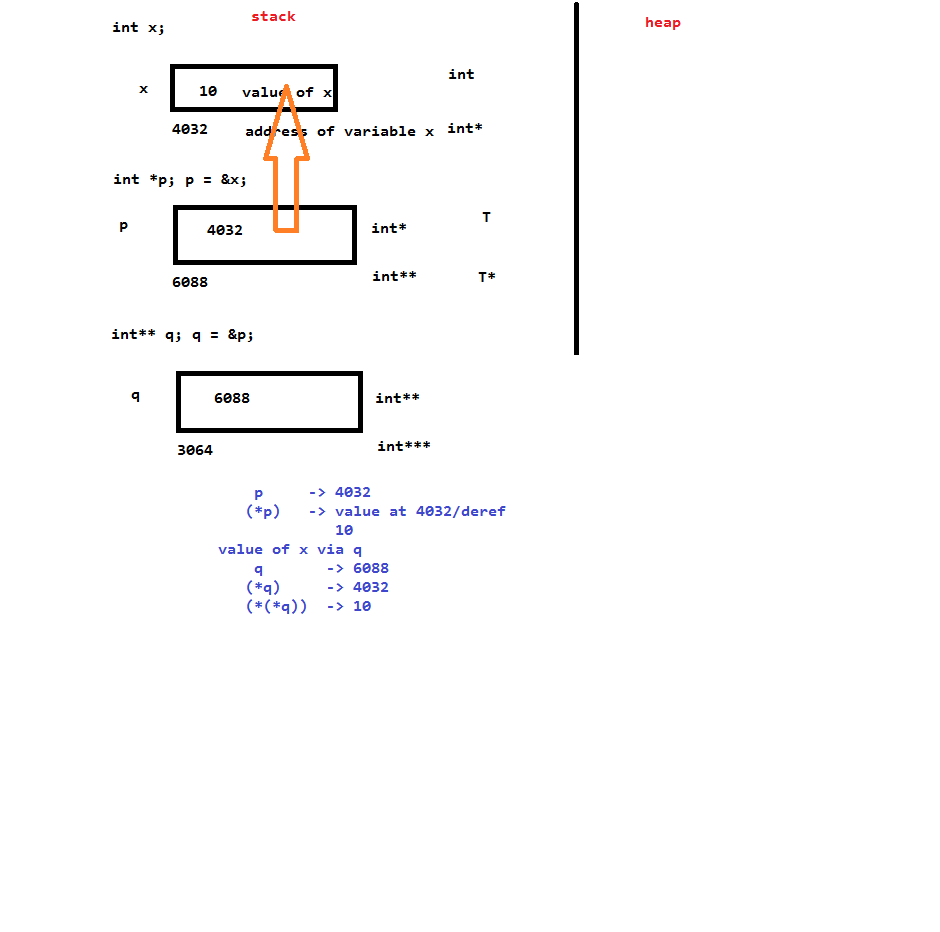 stack
heap
int x;
int
x 10 value of x
4032 address of variable x int*
int *p; p = &x;
T
p 4032 int*
6088 int** T*
int** q; q = &p;
q 6088 int**
3064 int***
p -> 4032
(*p) -> value at 4032/deref
10
value of x via q
q -> 6088
(*q) -> 4032
(*(*q)) -> 10